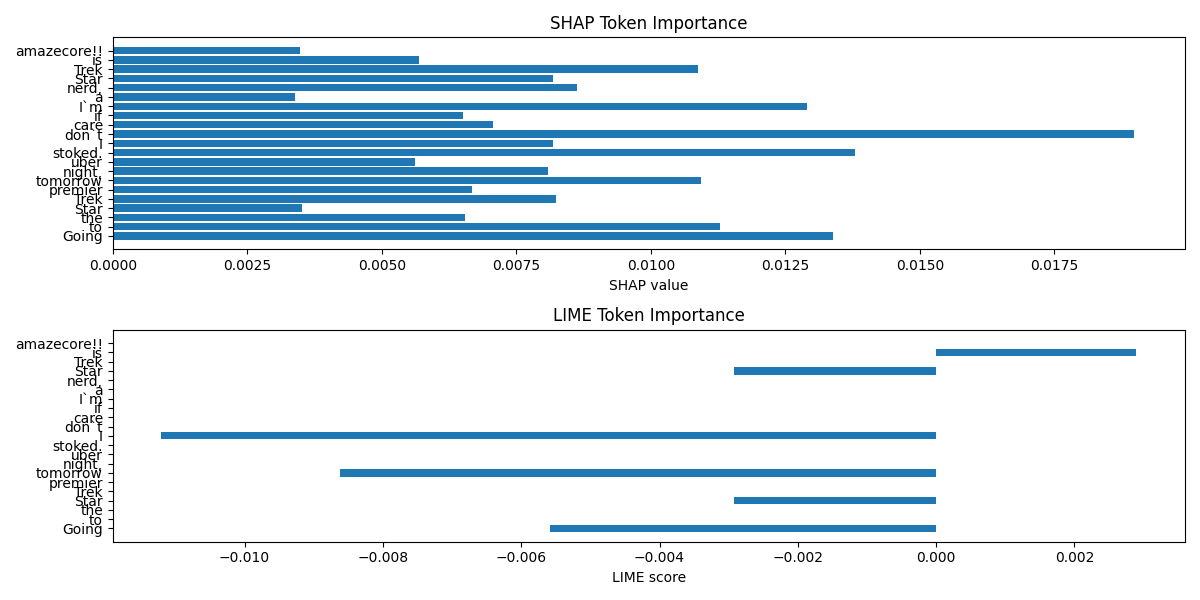 SHAP Token Importance
amazecore!!
is
Trek
Star
nerd,
a
I`m
if
care
don`t
I
stoked.
uber
night,
tomorrow
premier
Trek
Star
the
to
Going
0.0000 0.0025 0.0050 0.0075 0.0100 0.0125 0.0150 0.0175
SHAP value
LIME Token Importance
amazecore!!
is
Trek
Star
nerd,
a
I`m
if
care
don`t
I
stoked.
uber
night,
tomorrow
premier
Trek
Star
the
to
Going
−0.010 −0.008 −0.006 −0.004 −0.002 0.000 0.002
LIME score